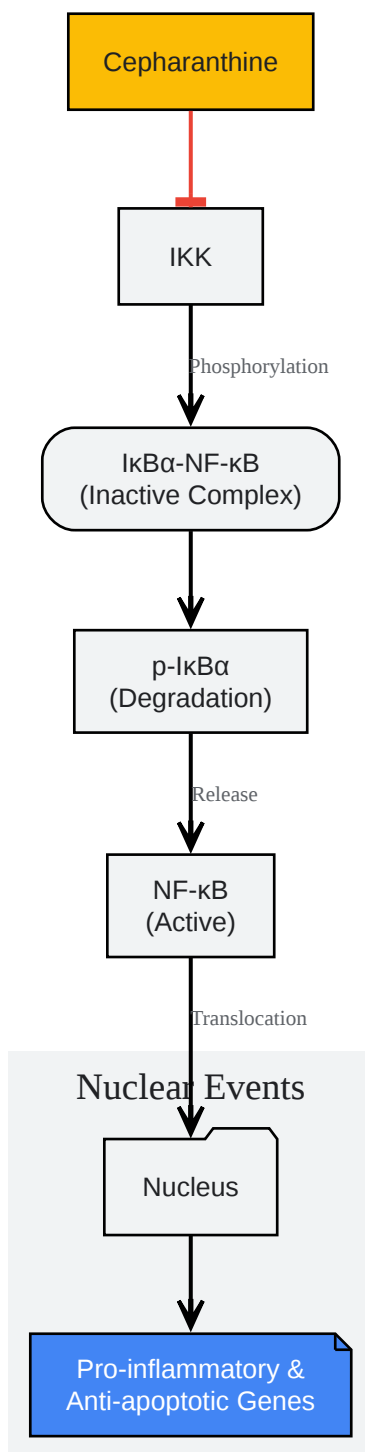 Cepharanthine
IKK
Phosphorylation
IκBα-NF-κB
(Inactive Complex)
p-IκBα
(Degradation)
Release
NF-κB
(Active)
Translocation
Nuclear Events
Nucleus
Pro-inflammatory &
Anti-apoptotic Genes